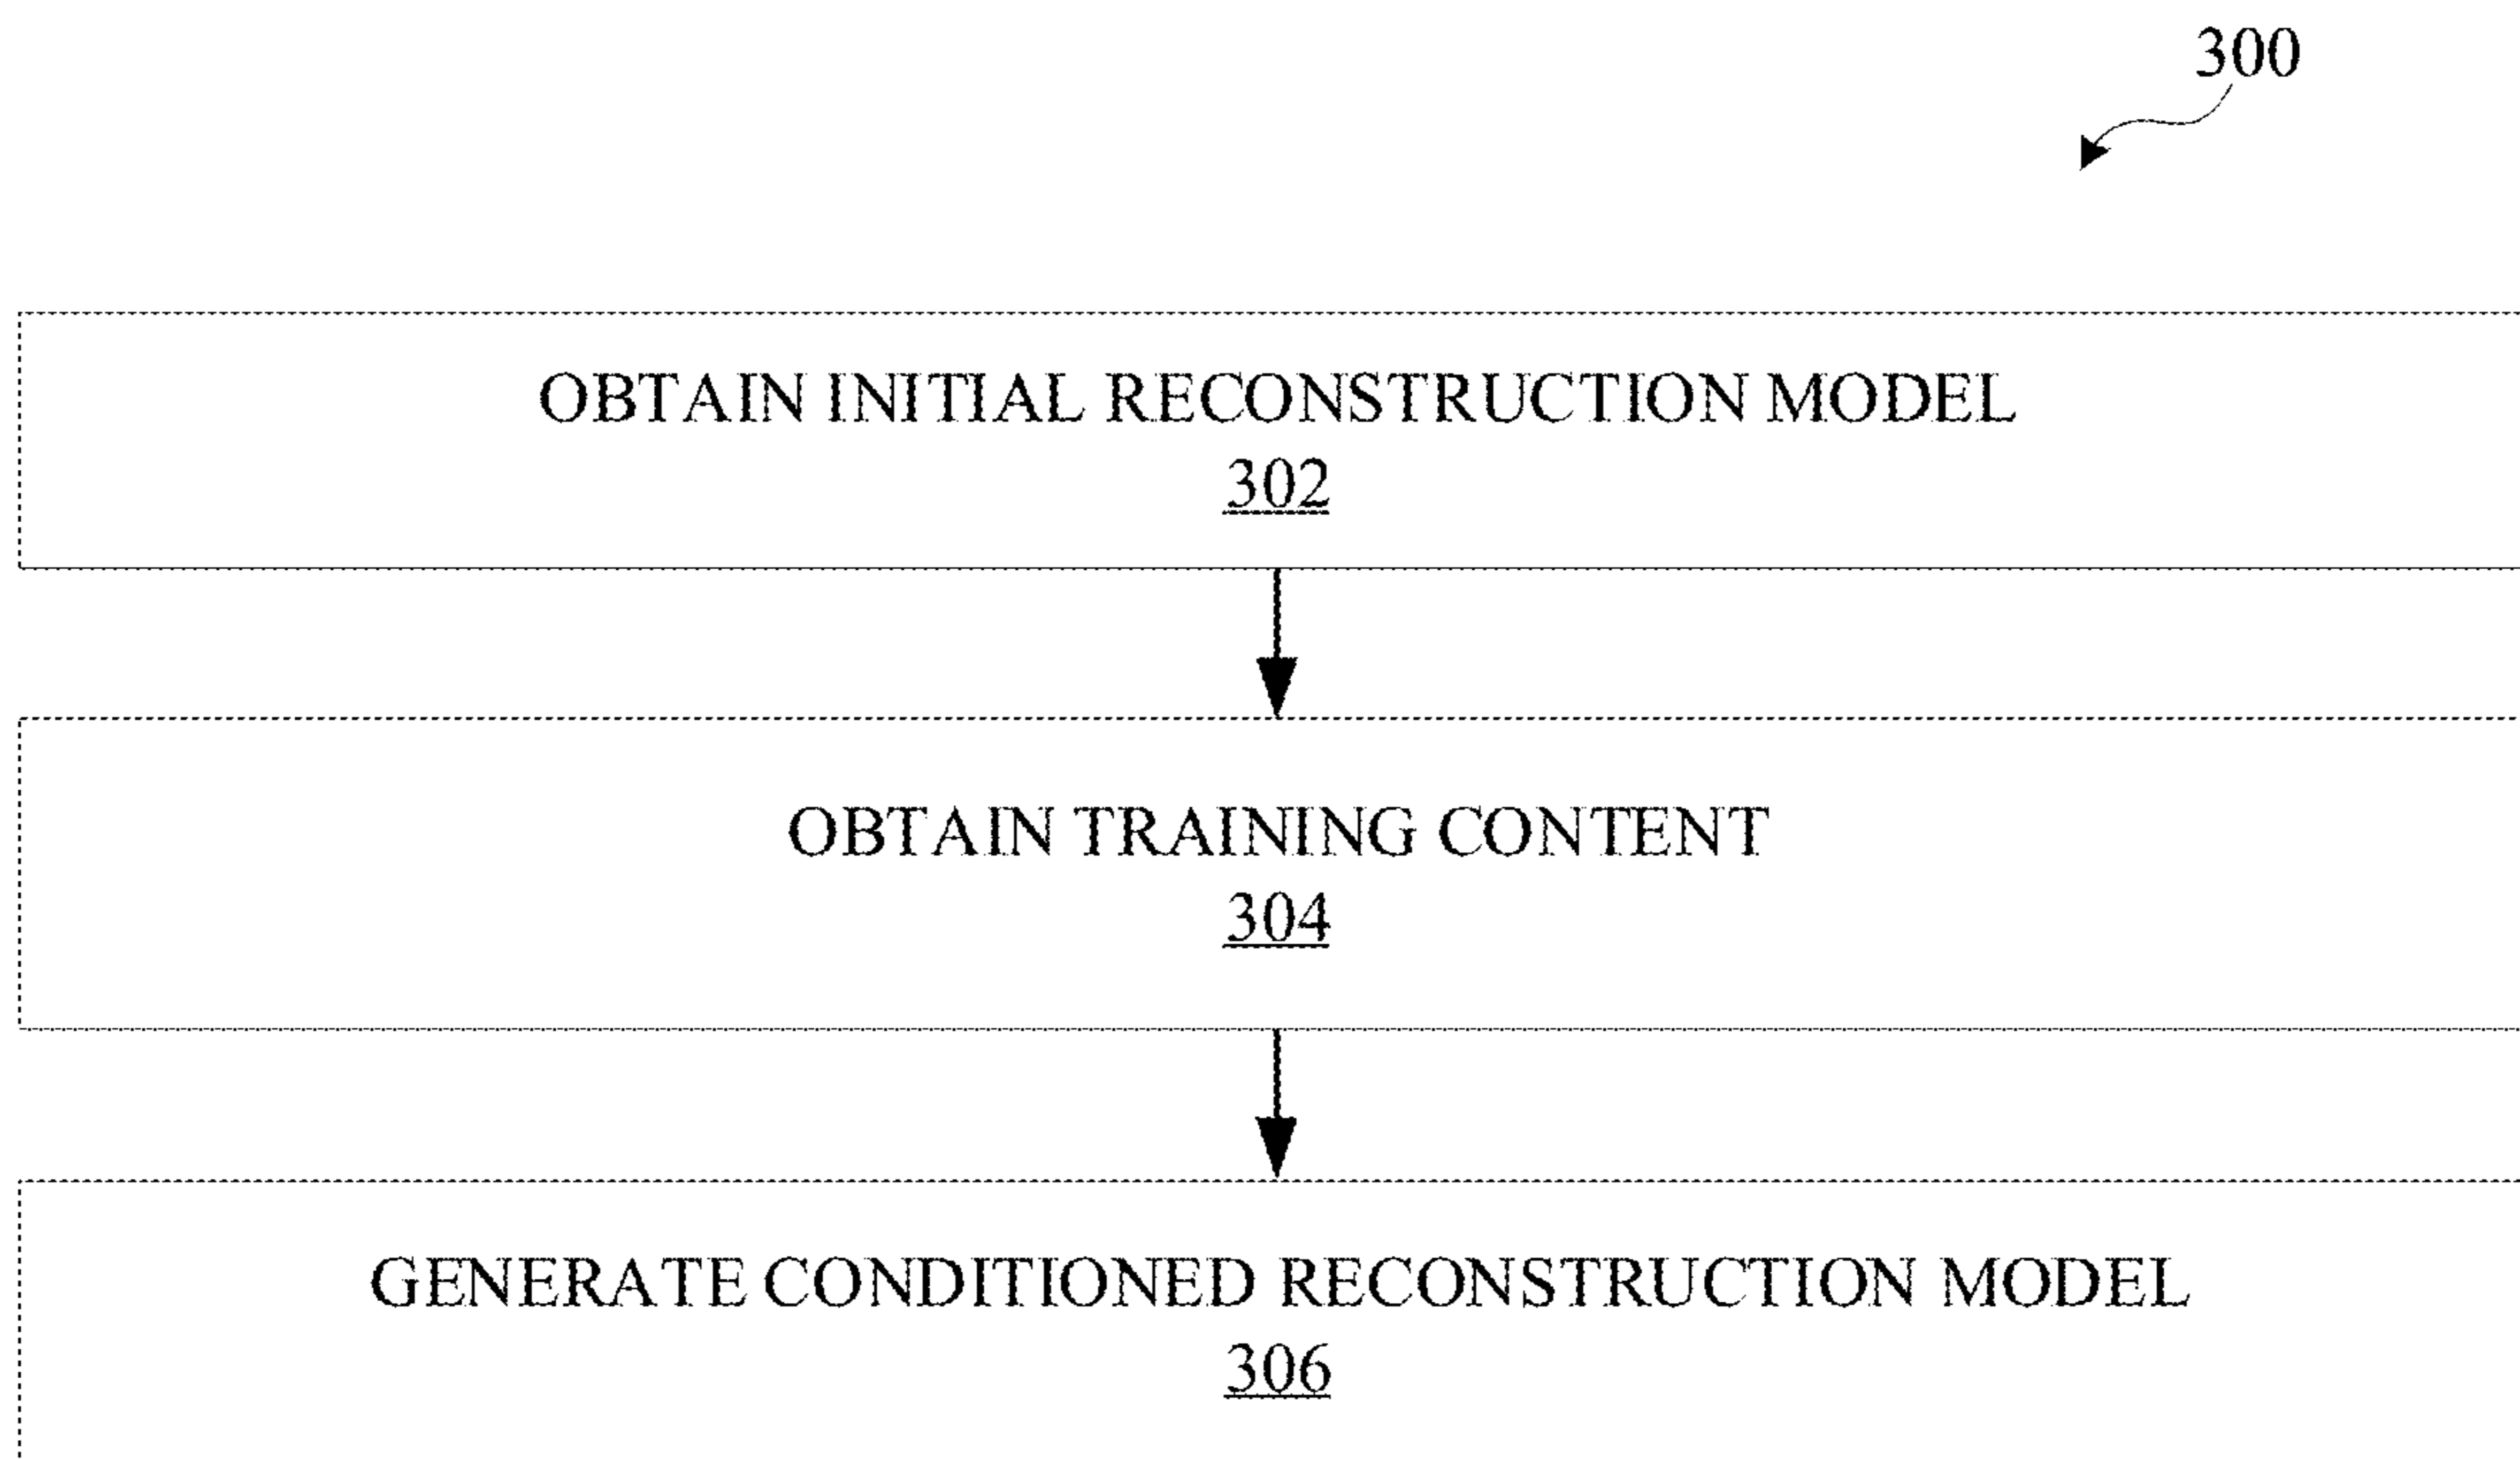 300
OBTAIN INITIAL RECONSTRUCTION MODEL
302
OBTAIN TRAINING CONTENT
304
GENERATE CONDITIONED RECONSTRUCTION MODEL
306